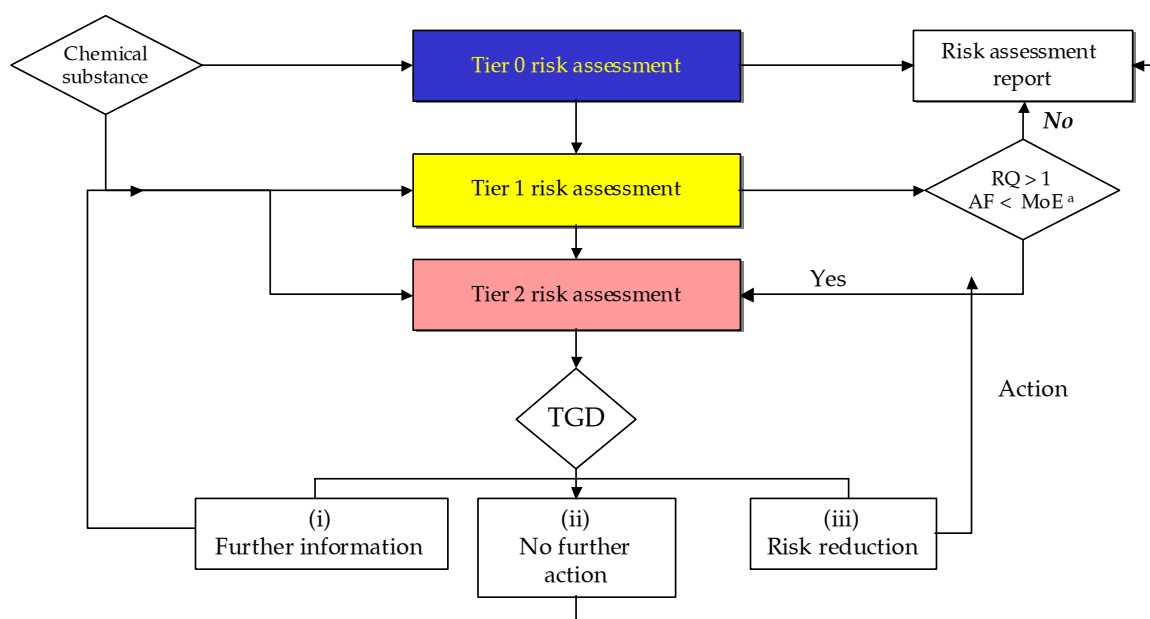 Chemical
substance
Tier 0 risk assessment
Risk assessment
report
No
Tier 1 risk assessment
RQ > 1
AF < MoE ᵃ
Tier 2 risk assessment
Yes
Action
TGD
(i)
Further information
(ii)
No further
action
(iii)
Risk reduction